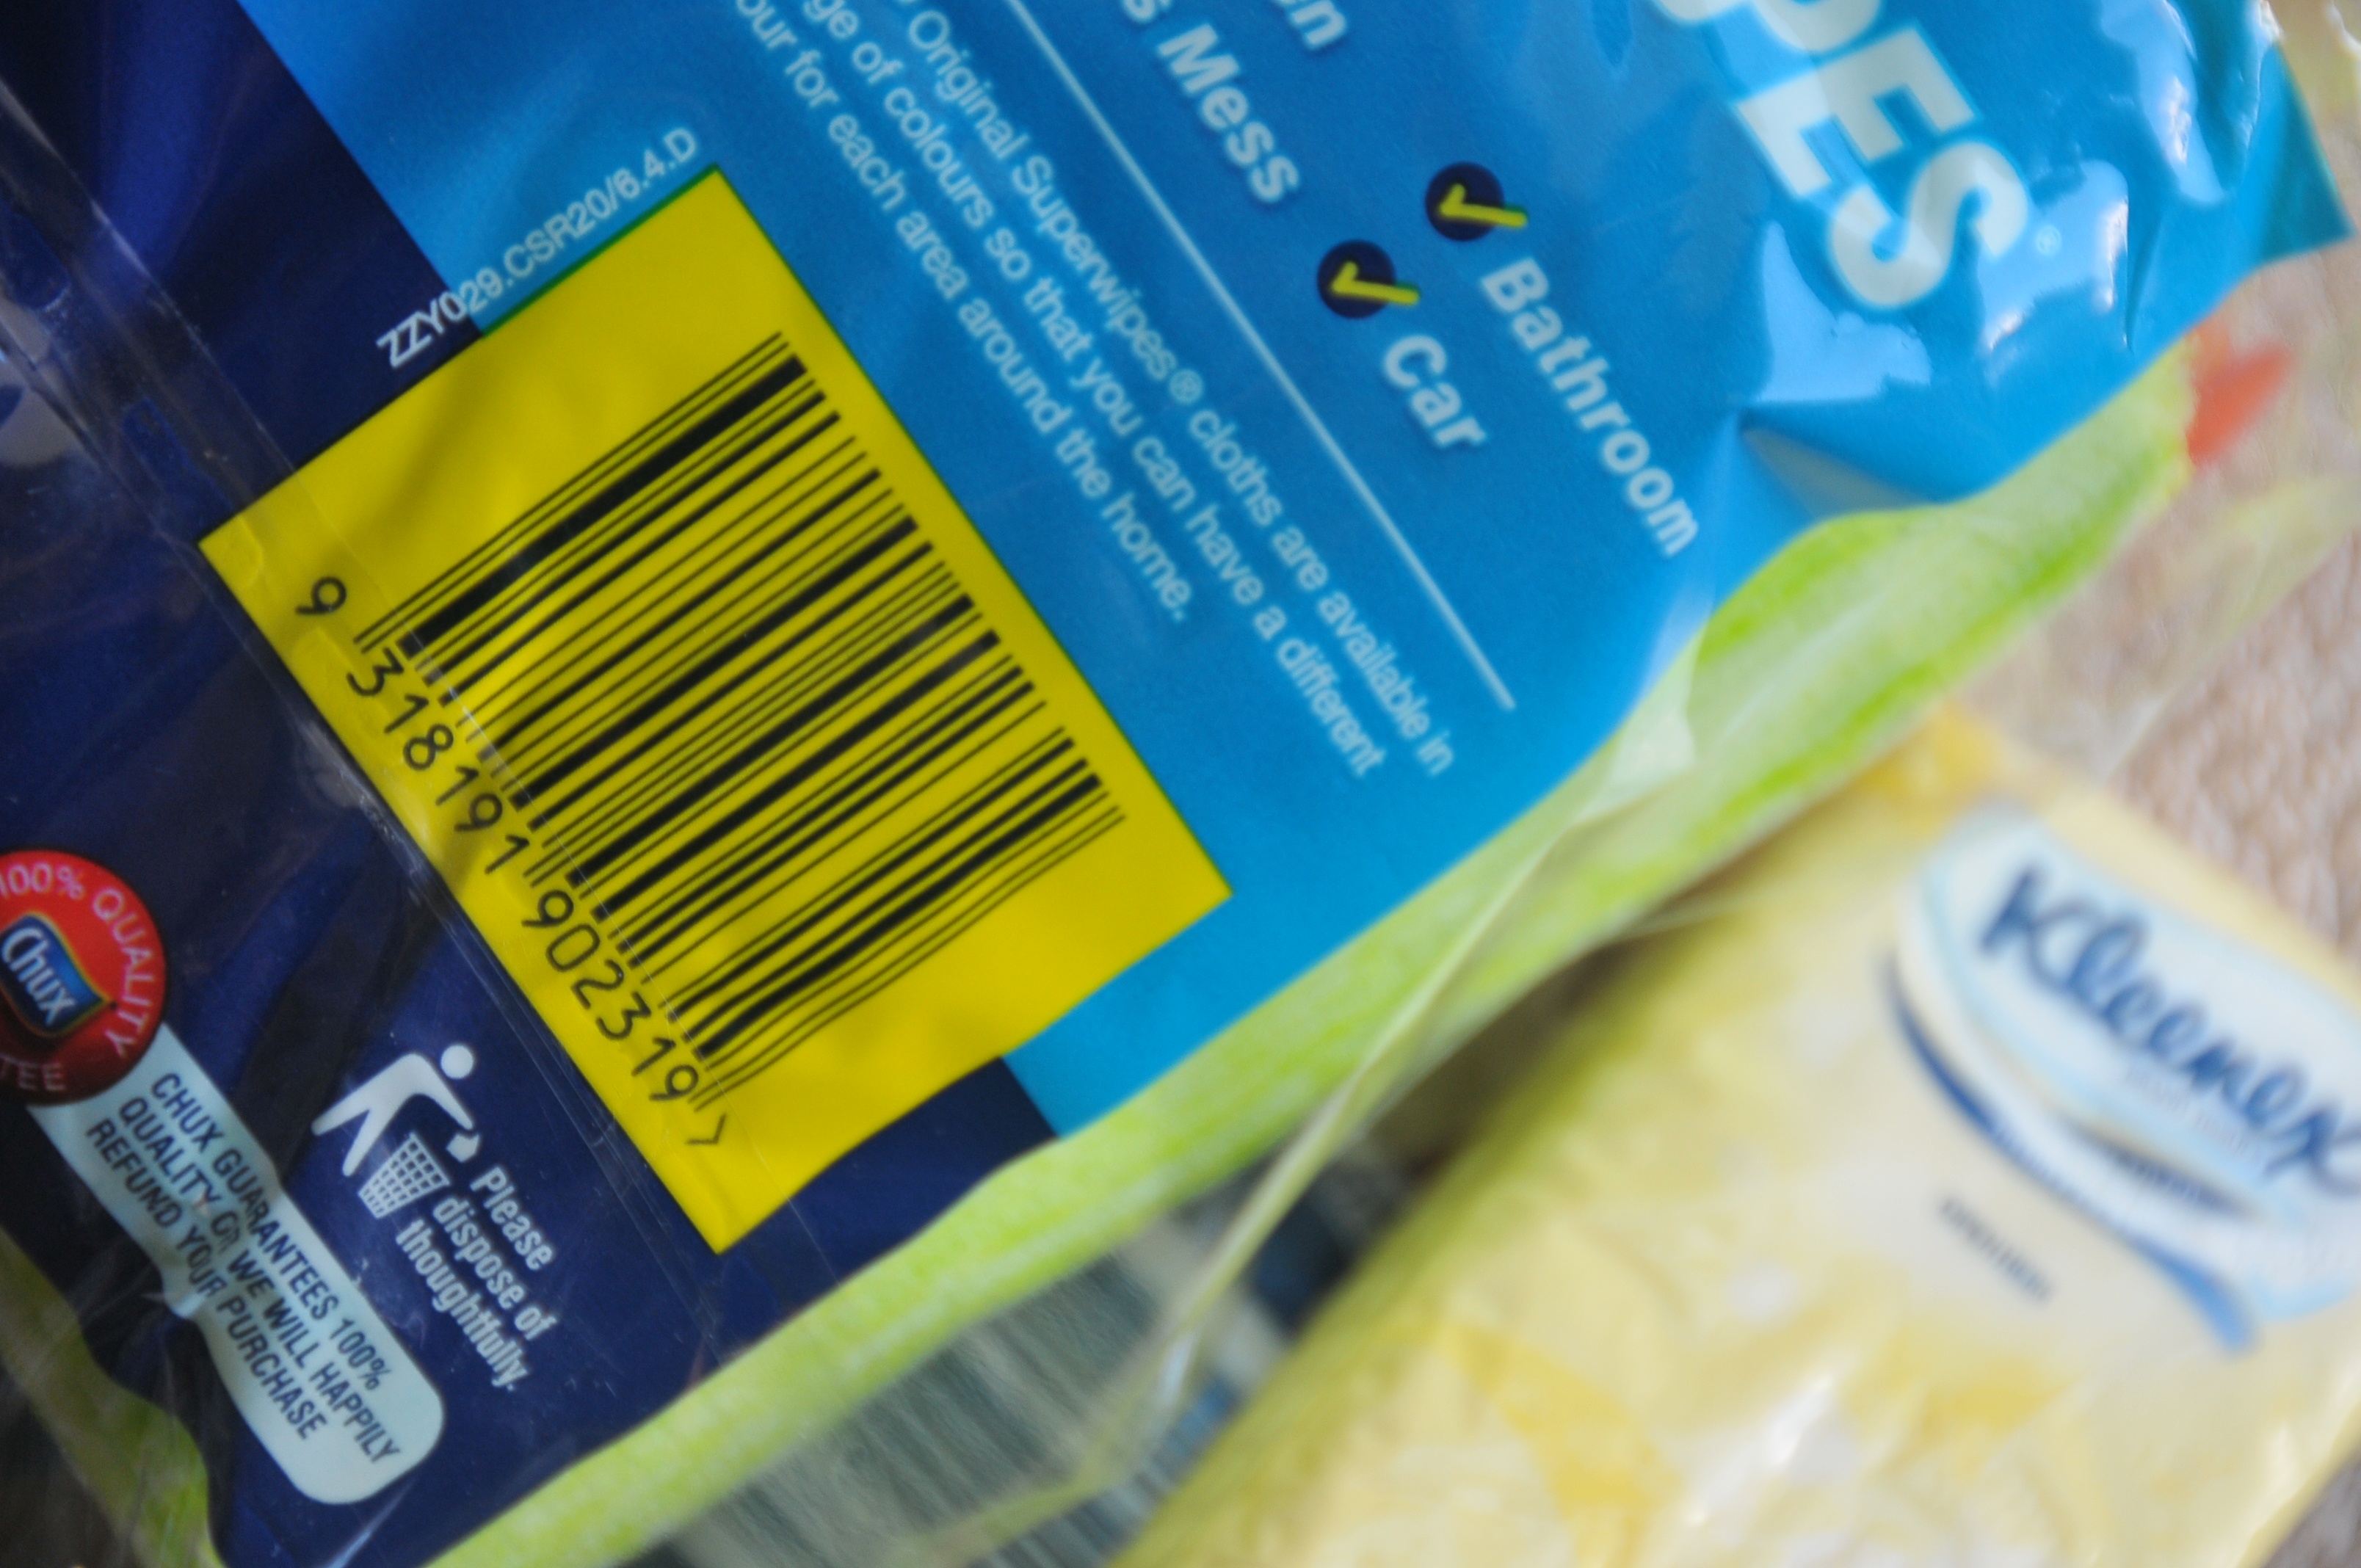 PES®
en
s Mess
Bathroom
Car
Original Superwipes® cloths are available in
ge of colours so that you can have a different
our for each area around the home.
ZZY029.CSR20/6.4.D
9 318191 902319 >
100% QUALITY
Chux
TEE
CHUX GUARANTEES 100%
QUALITY OR WE WILL HAPPILY
REFUND YOUR PURCHASE
Please
dispose of
thoughtfully.
Kleenex